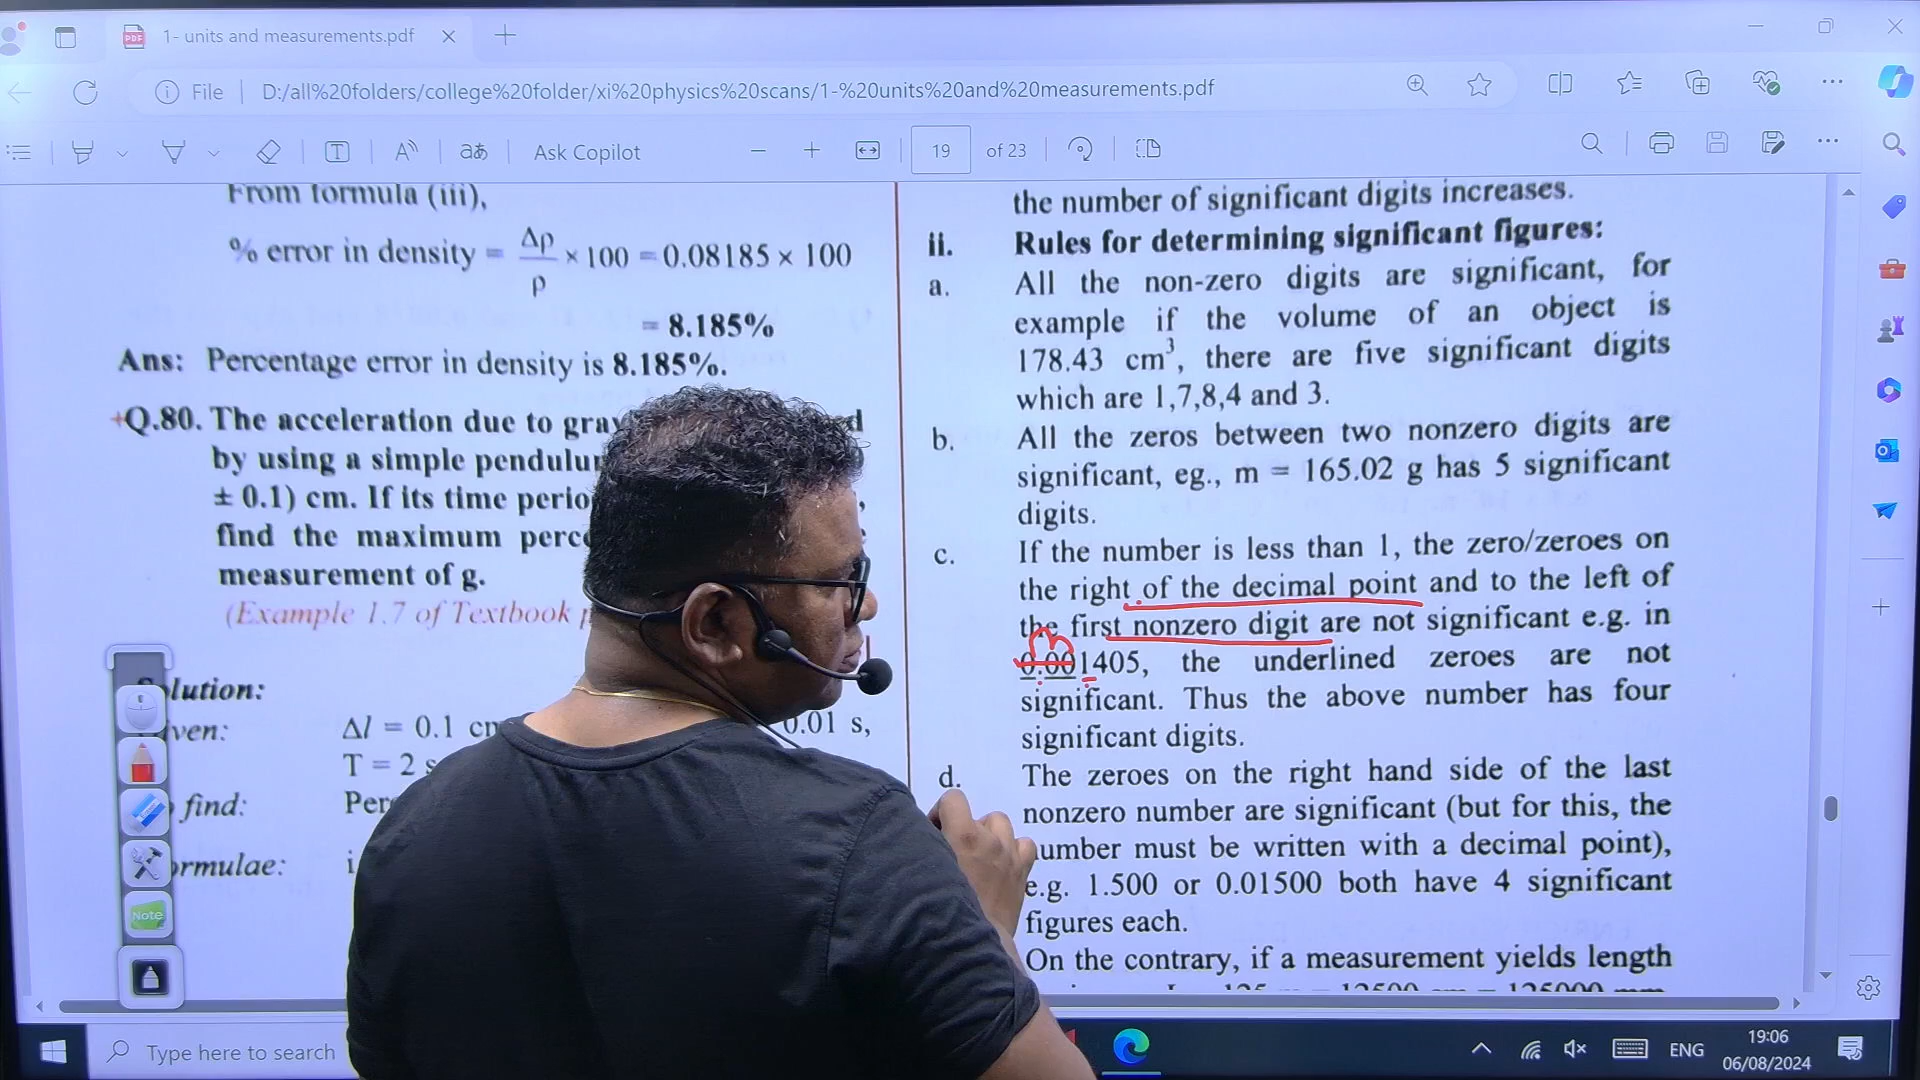 1- units and measurements.pdf
File
D:/all%20folders/college%20folder/xi%20physics%20scans/1-%20units%20and%20measurements.pdf
Ask Copilot
19 of 23
From formula (iii),
% error in density = Δρ/ρ × 100 = 0.08185 × 100
= 8.185%
Ans: Percentage error in density is 8.185%.
+Q.80. The acceleration due to
by using a simple
± 0.1) cm. If its time
find the maximum
measurement of g.
(Example 1.7 of Textbook
Δl = 0.1 0.01 s,
T = 2
find:
the number of significant digits increases.
ii. Rules for determining significant figures:
a. All the non-zero digits are significant, for
example if the volume of an object is
178.43 cm³, there are five significant digits
which are 1,7,8,4 and 3.
b. All the zeros between two nonzero digits are
significant, eg., m = 165.02 g has 5 significant
digits.
c. If the number is less than 1, the zero/zeroes on
the right of the decimal point and to the left of
the first nonzero digit are not significant e.g. in
0.001405, the underlined zeroes are not
significant. Thus the above number has four
significant digits.
d. The zeroes on the right hand side of the last
nonzero number are significant (but for this, the
number must be written with a decimal point),
e.g. 1.500 or 0.01500 both have 4 significant
figures each.
On the contrary, if a measurement yields length
Note
Type here to search
ENG
19:06
06/08/2024